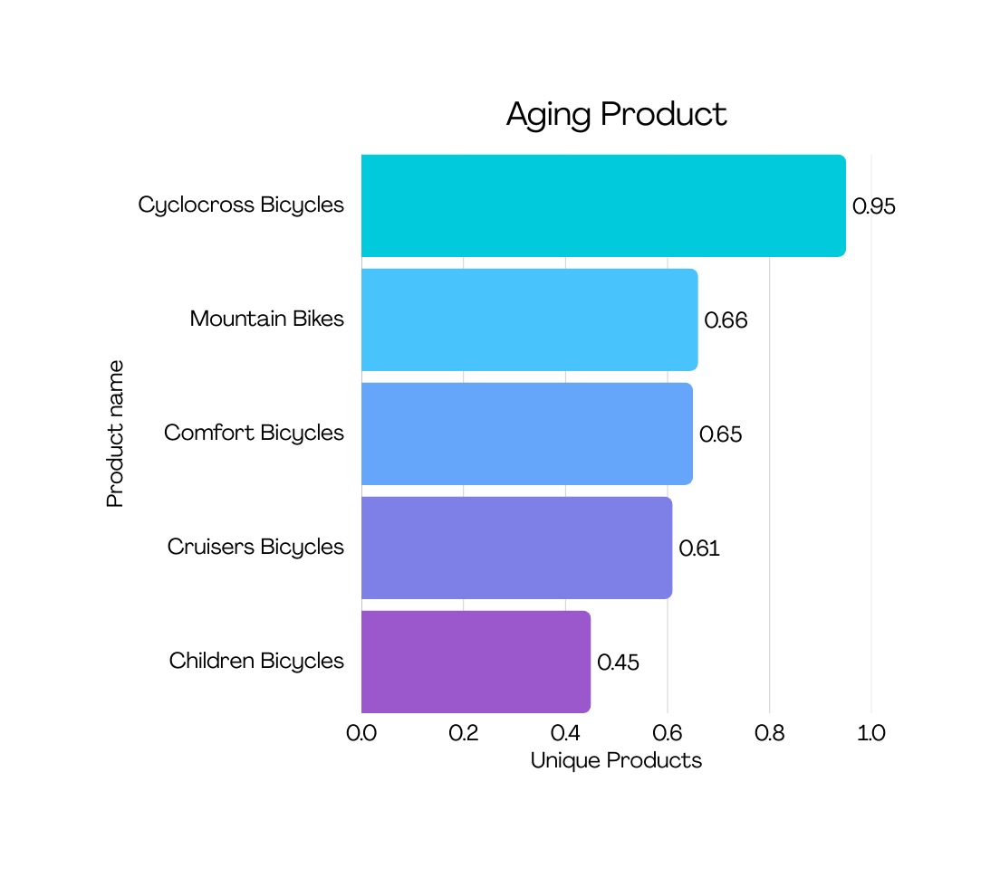 Aging Product
Cyclocross Bicycles
0.95
Mountain Bikes
0.66
Comfort Bicycles
0.65
Cruisers Bicycles
0.61
Children Bicycles
0.45
Product name
0.0 0.2 0.4 0.6 0.8 1.0
Unique Products